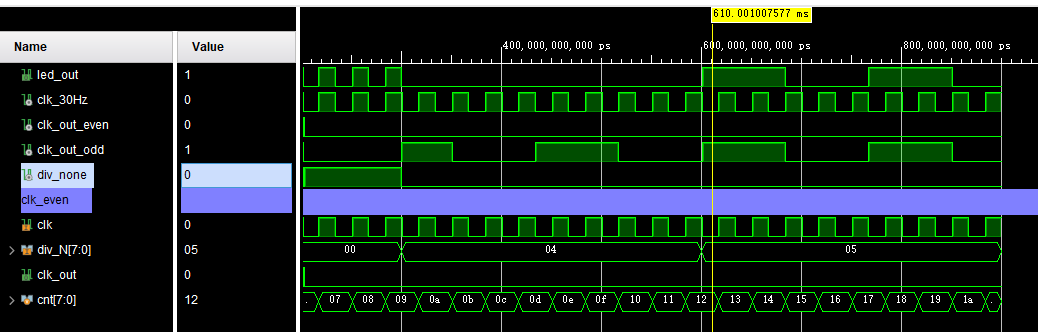 610.001007577 ms
Name Value
400,000,000,000 ps 600,000,000,000 ps 800,000,000,000 ps
led_out 1
clk_30Hz 0
clk_out_even 0
clk_out_odd 1
div_none 0
clk_even
clk 0
div_N[7:0] 05 00 04 05
clk_out 0
cnt[7:0] 12 . 07 08 09 0a 0b 0c 0d 0e 0f 10 11 12 13 14 15 16 17 18 19 1a .